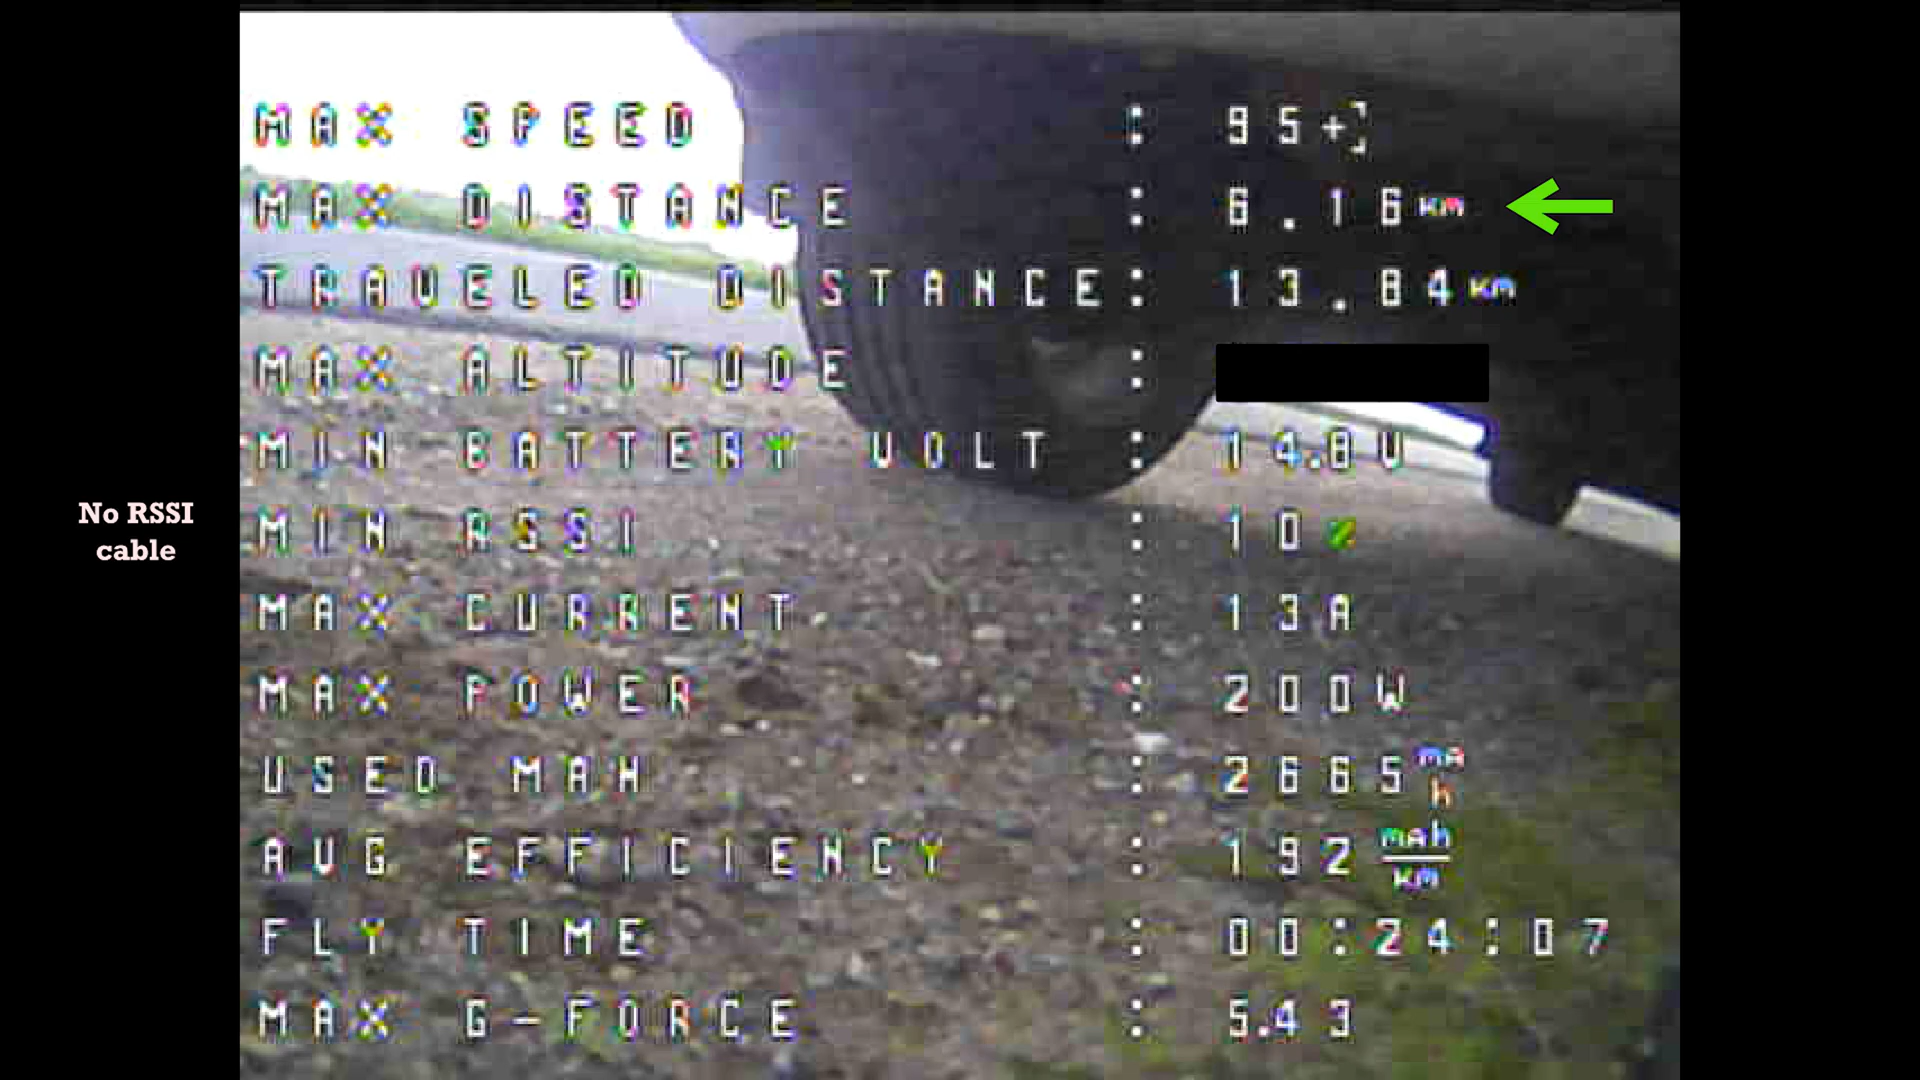 MAX SPEED : 95
MAX DISTANCE : 6.16 KM
TRAVELED DISTANCE: 13.84 KM
MAX ALTITUDE :
MIN BATTERY VOLT : 14.8V
No RSSI
cable
MIN RSSI : 10%
MAX CURRENT : 13A
MAX POWER : 200W
USED MAH : 2665 mAh
AVG EFFICIENCY : 192 mAh/KM
FLY TIME : 00:24:07
MAX G-FORCE : 5.43